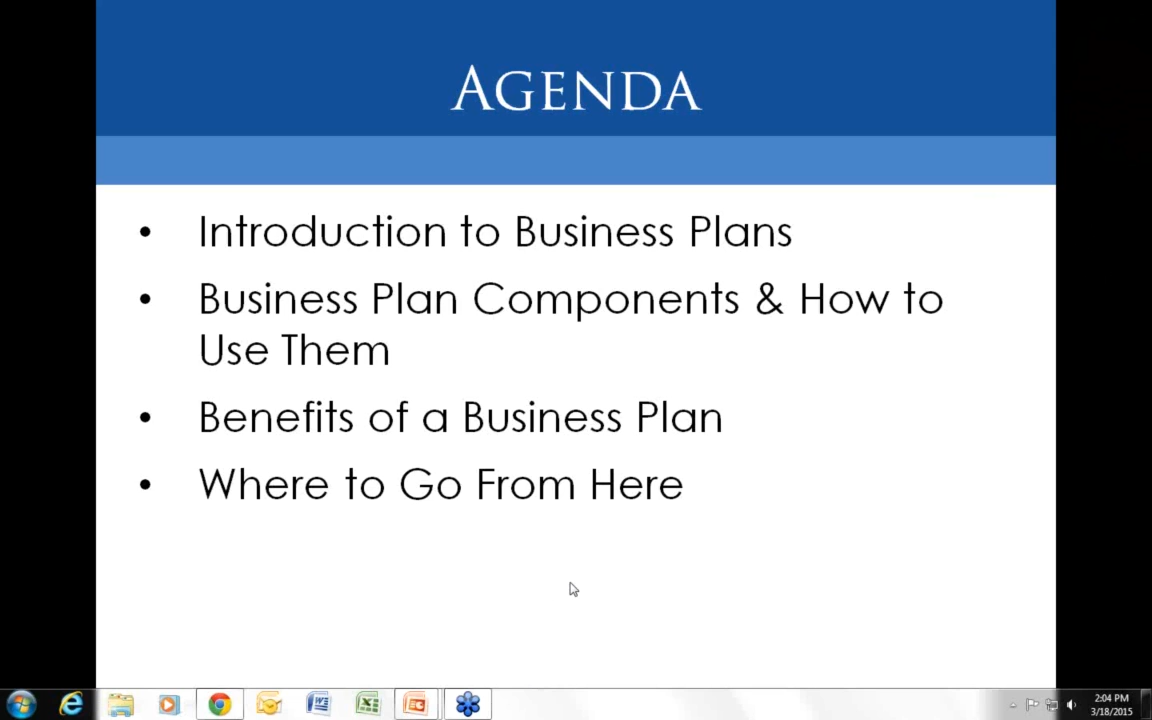 AGENDA
• Introduction to Business Plans
• Business Plan Components & How to
Use Them
• Benefits of a Business Plan
• Where to Go From Here
2:04 PM
3/18/2015